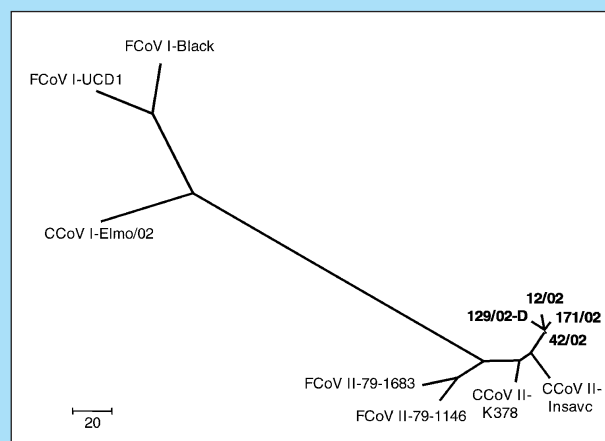 FCoV I-Black
FCoV I-UCD1
CCoV I-Elmo/02
12/02
129/02-D
171/02
42/02
FCoV II-79-1683
FCoV II-79-1146
CCoV II-
K378
CCoV II-
Insavc
20